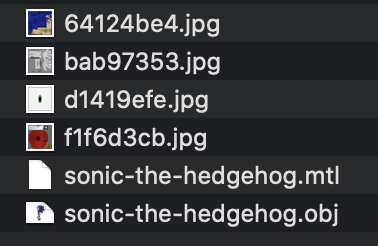 64124be4.jpg
bab97353.jpg
d1419efe.jpg
f1f6d3cb.jpg
sonic-the-hedgehog.mtl
sonic-the-hedgehog.obj